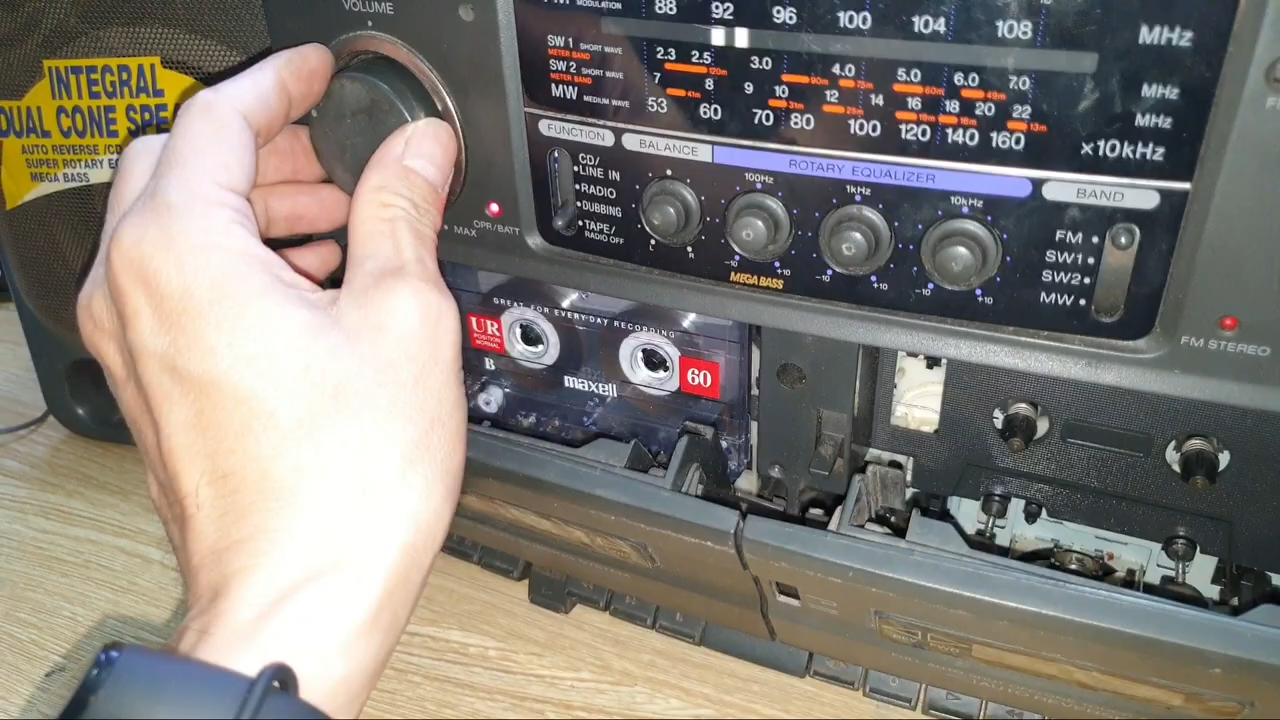 VOLUME
MAX
OPR/BATT
INTEGRAL
DUAL CONE SPE
AUTO REVERSE/CD
SUPER ROTARY E
MEGA BASS
MODULATION
88 92 96 100 104 108 MHz
SW 1 SHORT WAVE
METER BAND
2.3 2.5 3.0 4.0 5.0 6.0 7.0 MHz
120m 90m 75m 60m 49m
SW 2 SHORT WAVE
METER BAND
7 8 9 10 12 14 16 18 20 22 MHz
41m 31m 25m 19m 16m 13m
MW MEDIUM WAVE
53 60 70 80 100 120 140 160 ×10kHz
FUNCTION
CD/
LINE IN
RADIO
DUBBING
TAPE/
RADIO OFF
BALANCE
L R
ROTARY EQUALIZER
100Hz 1kHz 10kHz
-10 +10 -10 +10 -10 +10
MEGA BASS
BAND
FM
SW1
SW2
MW
FM STEREO
GREAT FOR EVERYDAY RECORDING
UR
POSITION
NORMAL
B
maxell
60